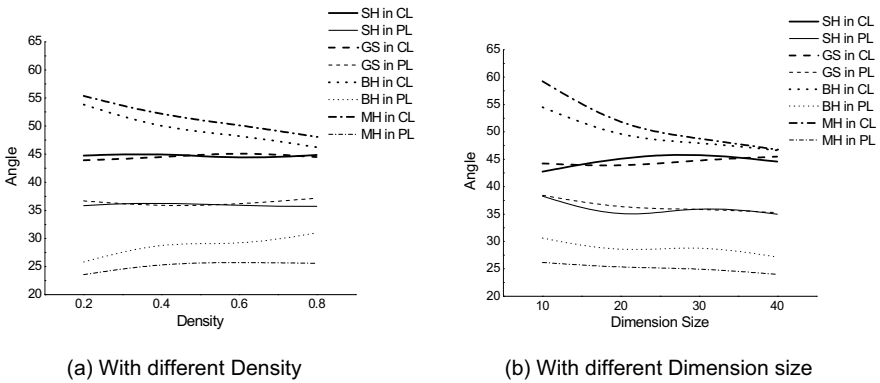 SH in CL
SH in PL
GS in CL
GS in PL
BH in CL
BH in PL
MH in CL
MH in PL
65
60
55
50
45
40
35
30
25
20
Angle
0.2 0.4 0.6 0.8
Density
(a) With different Density
SH in CL
SH in PL
GS in CL
GS in PL
BH in CL
BH in PL
MH in CL
MH in PL
65
60
55
50
45
40
35
30
25
20
Angle
10 20 30 40
Dimension Size
(b) With different Dimension size